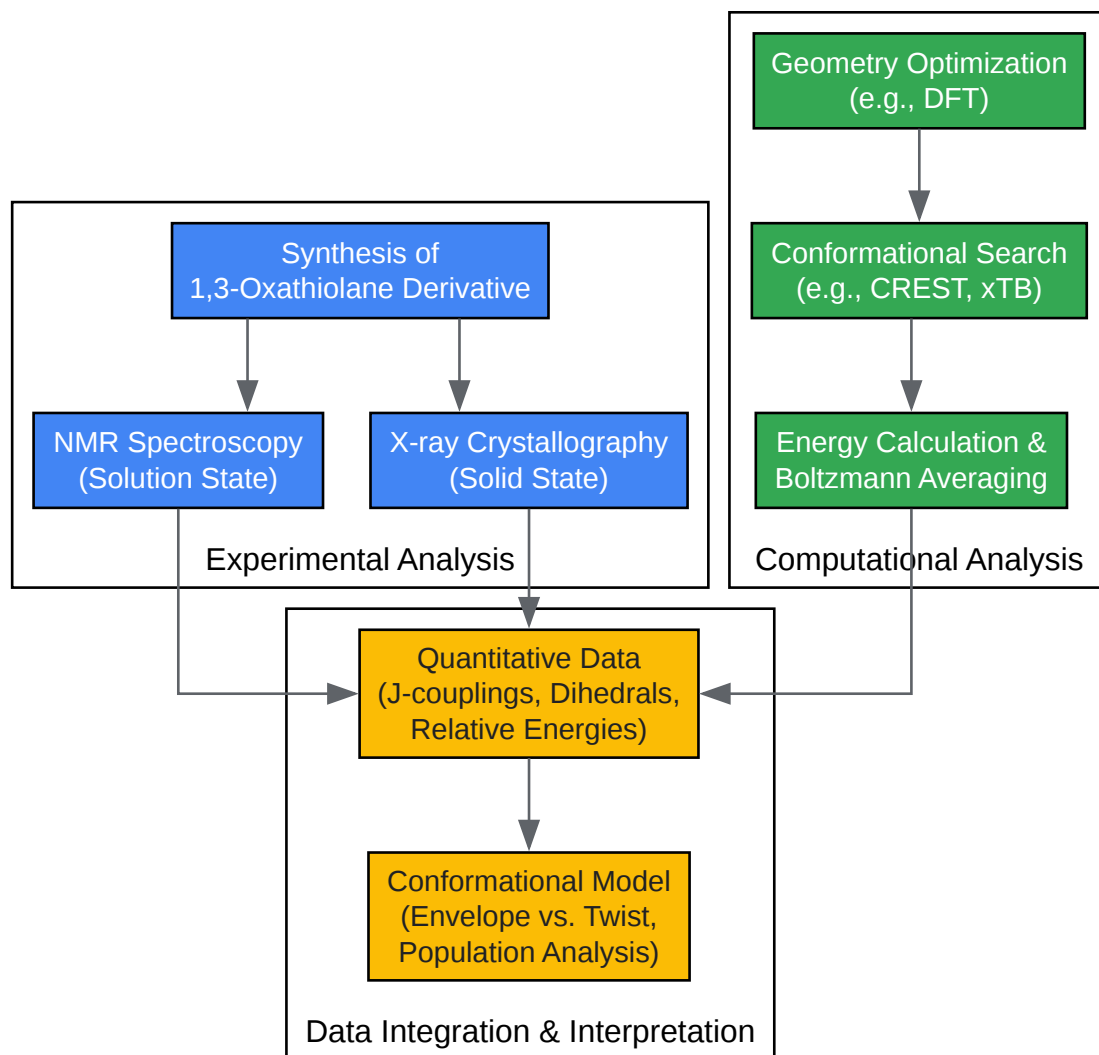 Geometry Optimization
(e.g., DFT)
Synthesis of
1,3-Oxathiolane Derivative
Conformational Search
(e.g., CREST, xTB)
NMR Spectroscopy
(Solution State)
X-ray Crystallography
(Solid State)
Energy Calculation &
Boltzmann Averaging
Experimental Analysis
Computational Analysis
Quantitative Data
(J-couplings, Dihedrals,
Relative Energies)
Conformational Model
(Envelope vs. Twist,
Population Analysis)
Data Integration & Interpretation